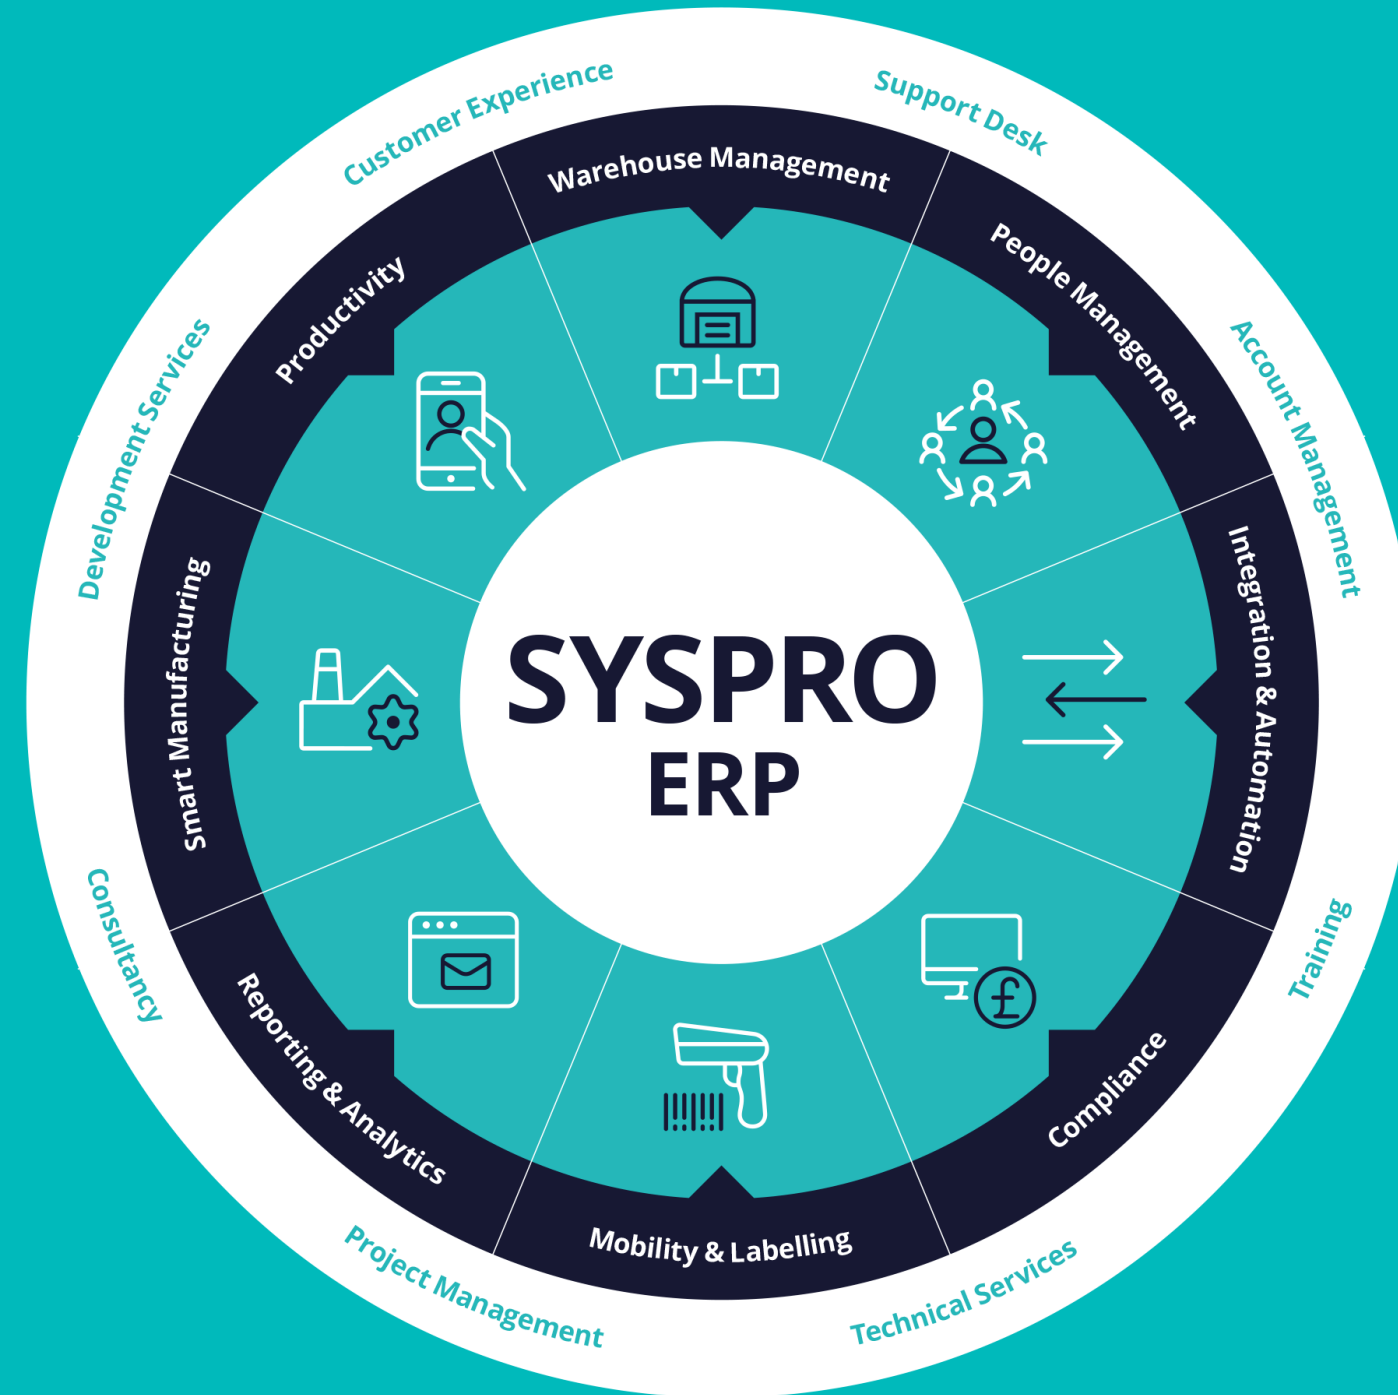 Customer Experience
Support Desk
Account Management
Training
Technical Services
Project Management
Consultancy
Development Services
Warehouse Management
People Management
Integration & Automation
Compliance
Mobility & Labelling
Reporting & Analytics
Smart Manufacturing
Productivity
£
SYSPRO
ERP